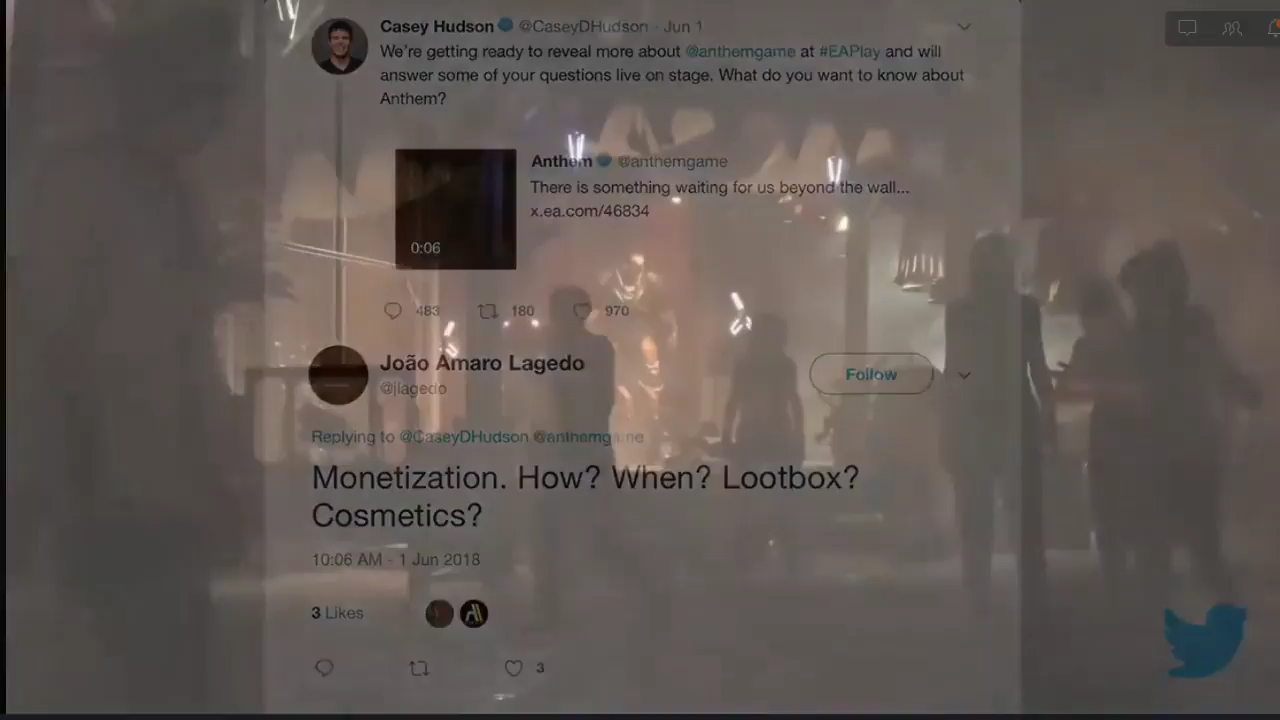 Casey Hudson @CaseyDHudson · Jun 1
We're getting ready to reveal more about @anthemgame at #EAPlay and will
answer some of your questions live on stage. What do you want to know about
Anthem?
Anthem @anthemgame
There is something waiting for us beyond the wall...
x.ea.com/46834
0:06
483 180 970
João Amaro Lagedo
@jlagedo
Follow
Replying to @CaseyDHudson @anthemgame
Monetization. How? When? Lootbox?
Cosmetics?
10:06 AM - 1 Jun 2018
3 Likes
3